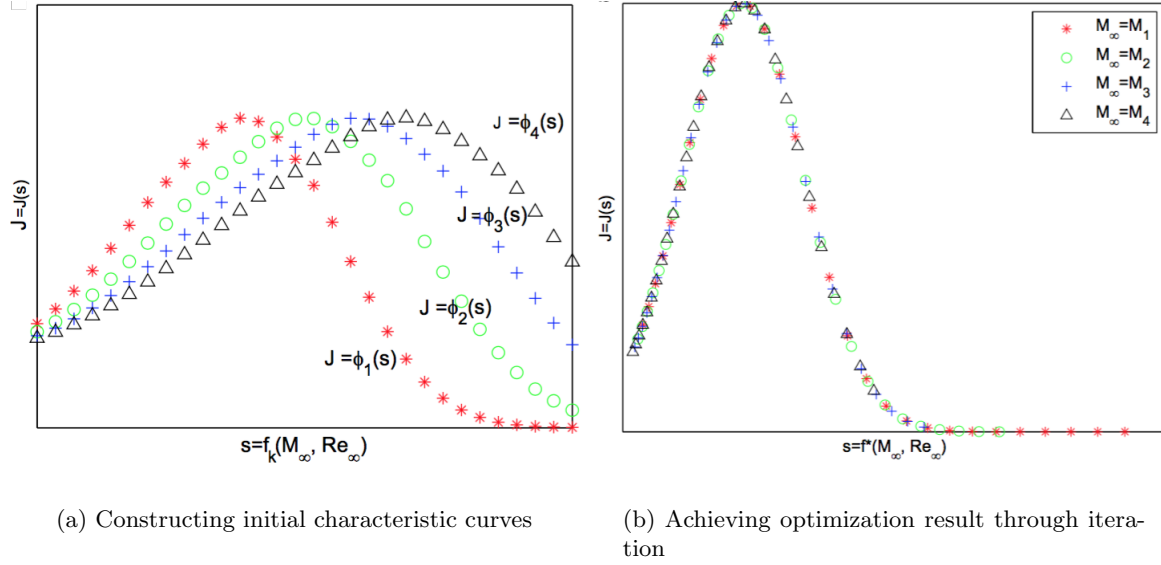 J =J(s)
J =ϕ₄(s)
J =ϕ₃(s)
J =ϕ₂(s)
J =ϕ₁(s)
s=fₖ(M∞, Re∞)
(a) Constructing initial characteristic curves
M∞=M₁
M∞=M₂
M∞=M₃
M∞=M₄
J=J(s)
s=f*(M∞, Re∞)
(b) Achieving optimization result through itera-
tion